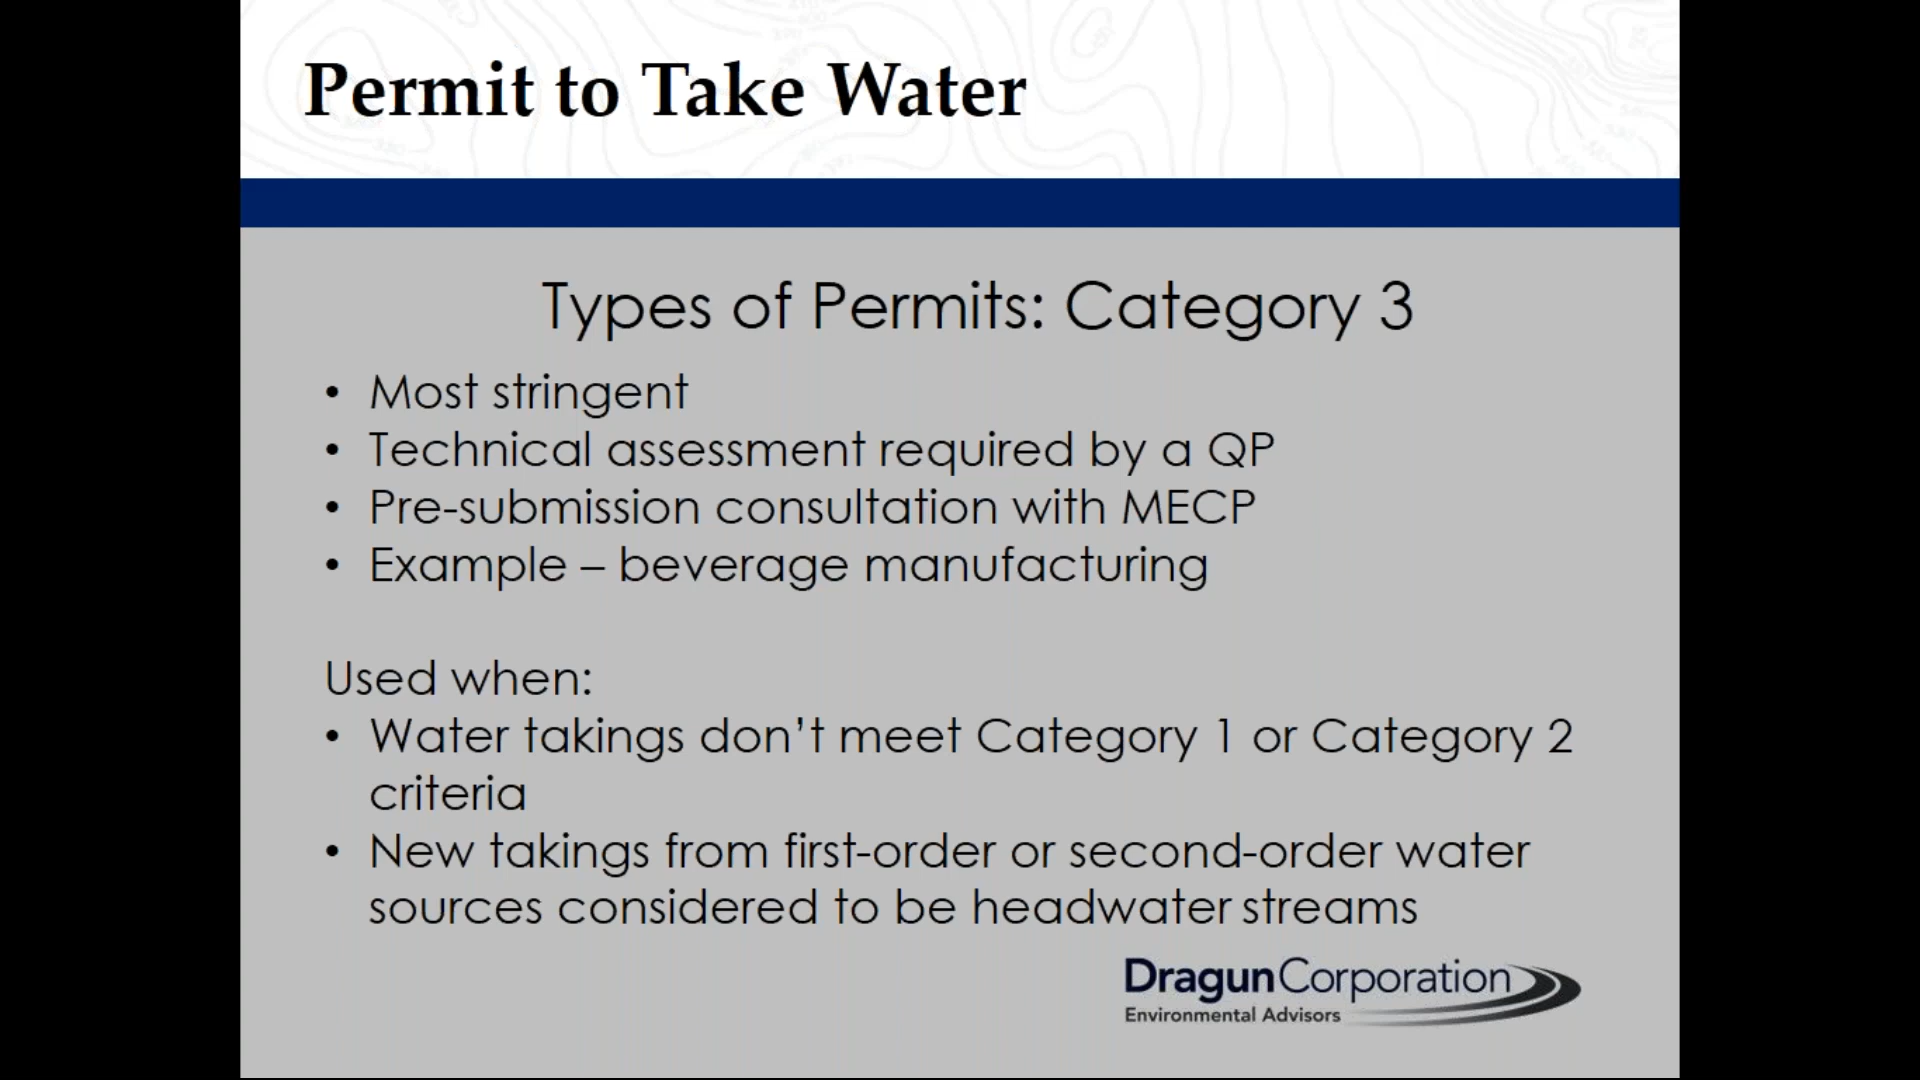 Permit to Take Water
Types of Permits: Category 3
• Most stringent
• Technical assessment required by a QP
• Pre-submission consultation with MECP
• Example – beverage manufacturing
Used when:
• Water takings don’t meet Category 1 or Category 2
criteria
• New takings from first-order or second-order water
sources considered to be headwater streams
DragunCorporation
Environmental Advisors